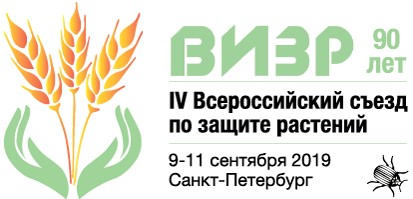 ВИЗР 90 лет
IV Всероссийский съезд
по защите растений
9-11 сентября 2019
Санкт-Петербург